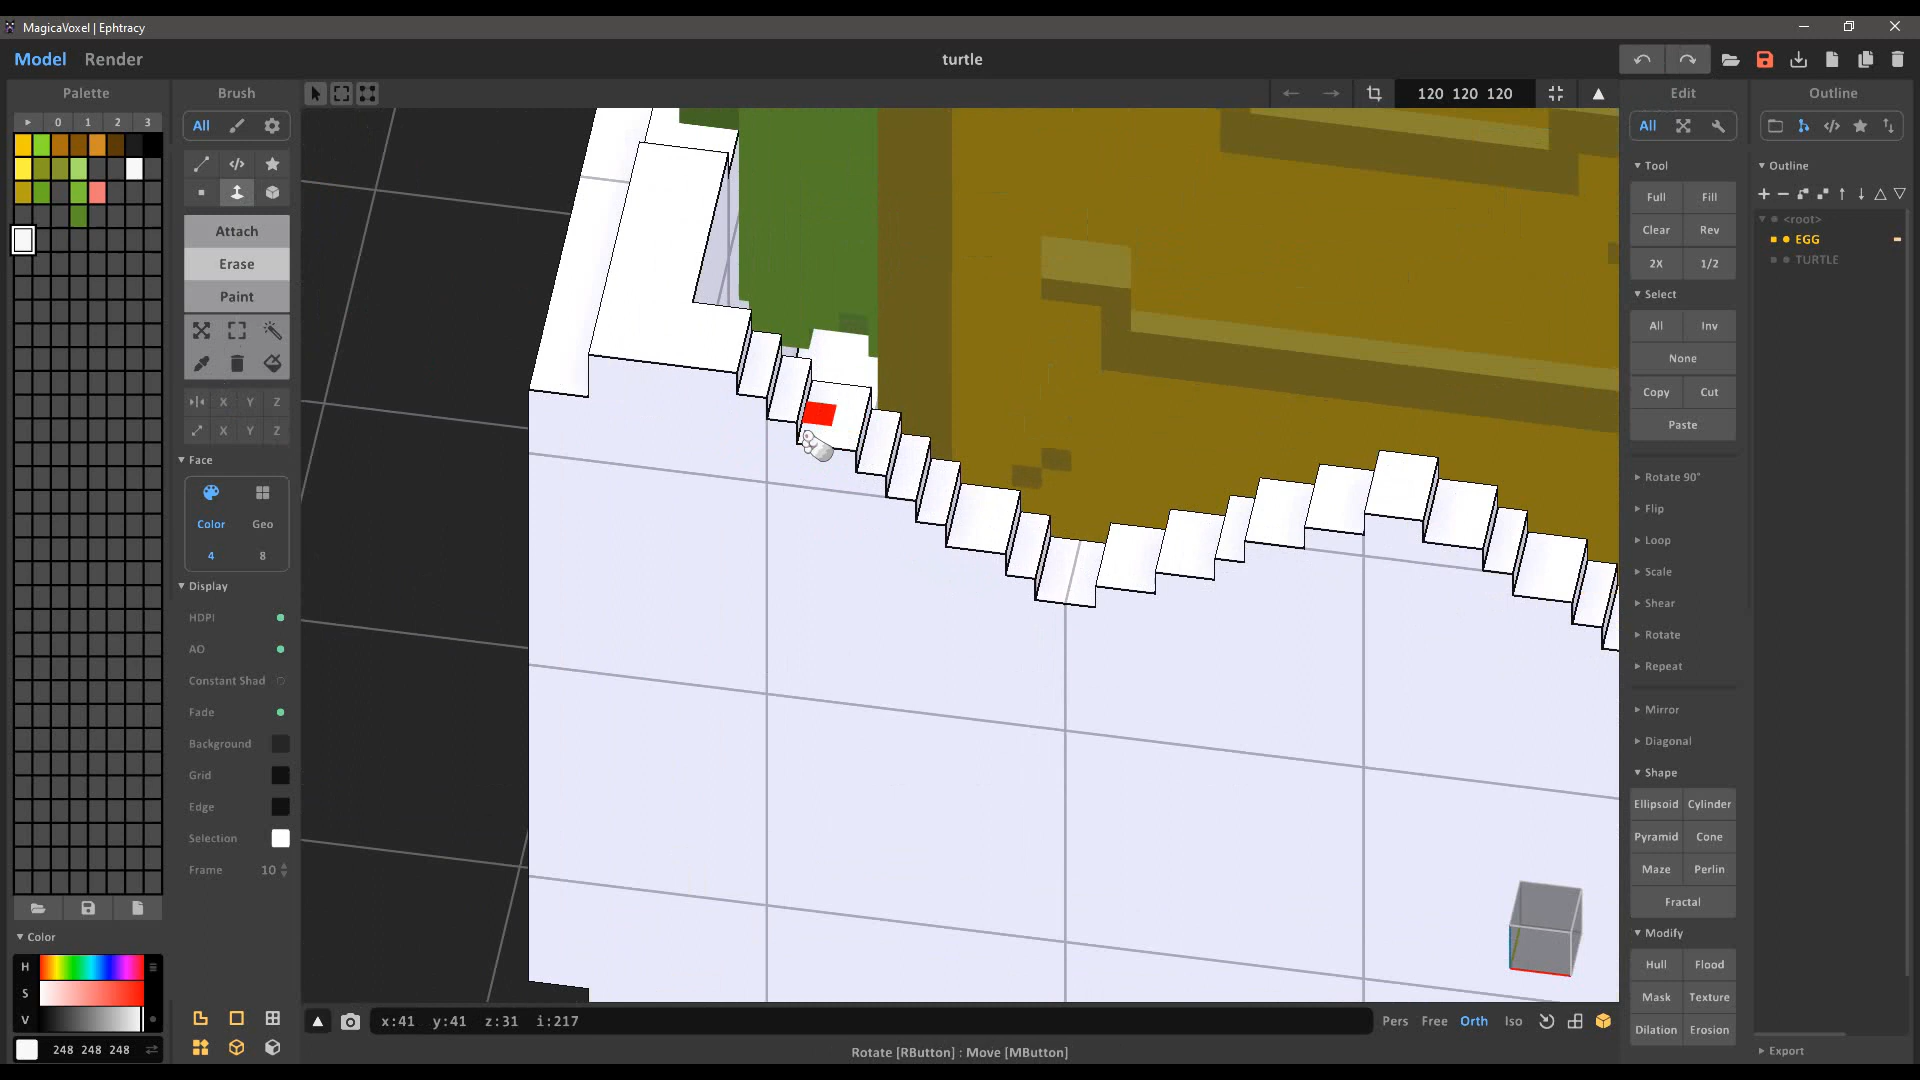 MagicaVoxel | Ephtracy
Model Render
turtle
Palette
Brush
120 120 120
Edit
Outline
0 1 2 3
All
All
Tool
Outline
Full Fill
Clear Rev
2X 1/2
<root>
EGG
TURTLE
Attach
Erase
Paint
Select
All Inv
None
Copy Cut
Paste
X Y Z
X Y Z
Face
Color Geo
4 8
Display
HDPI
AO
Constant Shad
Fade
Background
Grid
Edge
Selection
Frame 10
Rotate 90°
Flip
Loop
Scale
Shear
Rotate
Repeat
Mirror
Diagonal
Shape
Ellipsoid Cylinder
Pyramid Cone
Maze Perlin
Fractal
Modify
Hull Flood
Mask Texture
Dilation Erosion
Color
H
S
V
248 248 248
x:41 y:41 z:31 i:217
Pers Free Orth Iso
Rotate [RButton] : Move [MButton]
Export